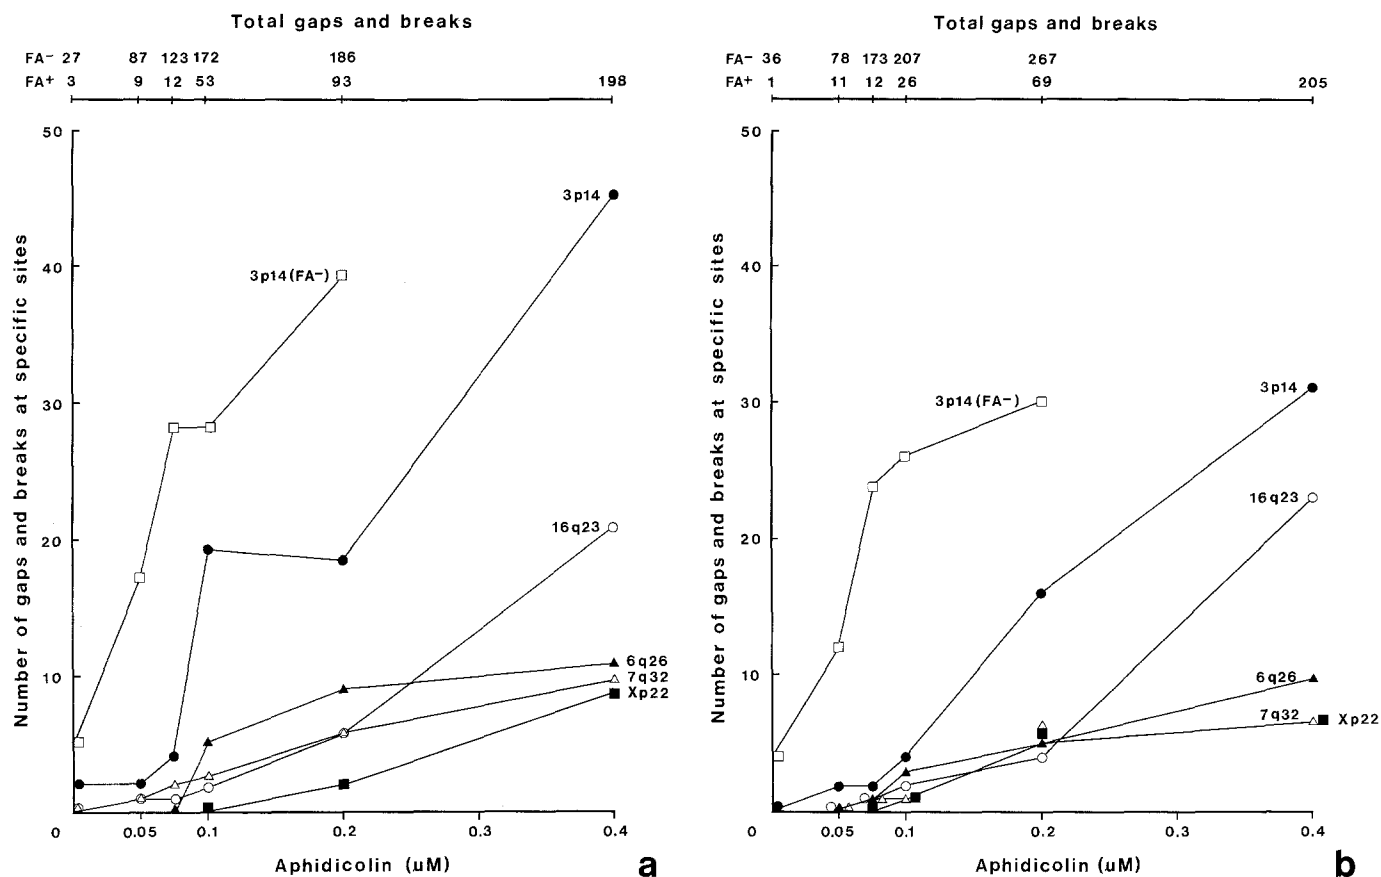 Total gaps and breaks
FA- 27 87 123 172 186
FA+ 3 9 12 53 93 198
50
40
30
20
10
0
0.05
0.1
0.2
0.3
0.4
Number of gaps and breaks at specific sites
3p14
3p14(FA-)
16q23
6q26
7q32
Xp22
Aphidicolin (uM)
a
Total gaps and breaks
FA- 36 78 173 207 267
FA+ 1 11 12 26 69 205
50
40
30
20
10
0
0.05
0.1
0.2
0.3
0.4
Number of gaps and breaks at specific sites
3p14
3p14(FA-)
16q23
6q26
7q32
Xp22
Aphidicolin (uM)
b